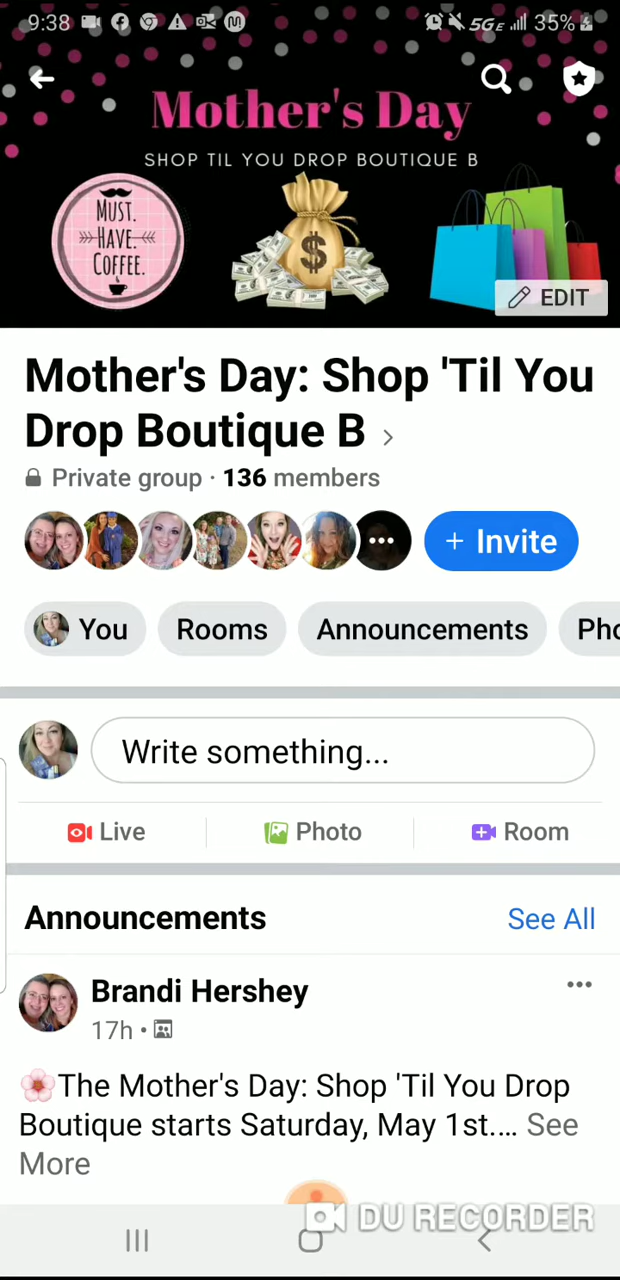 9:38
5GE 35%
Mother's Day
SHOP TIL YOU DROP BOUTIQUE B
MUST.
HAVE.
COFFEE.
$
EDIT
Mother's Day: Shop 'Til You
Drop Boutique B >
Private group · 136 members
+ Invite
You Rooms Announcements Pho
Write something...
Live Photo Room
Announcements See All
Brandi Hershey
17h ·
🌸The Mother's Day: Shop 'Til You Drop
Boutique starts Saturday, May 1st.... See
More
DU RECORDER